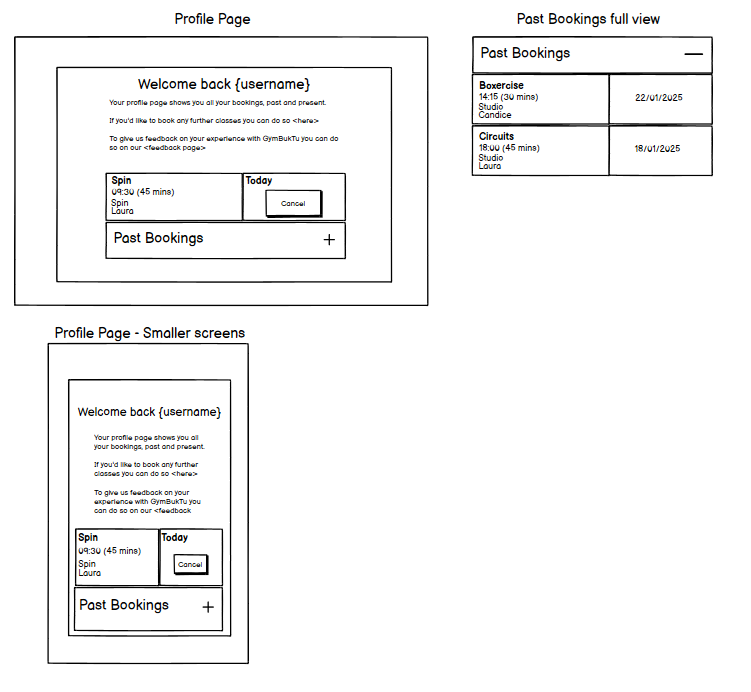 Profile Page
Welcome back {username}
Your profile page shows you all your bookings, past and present.
If you'd like to book any further classes you can do so <here>
To give us feedback on your experience with GymBukTu you can do
so on our <feedback page>
Spin
09:30 (45 mins)
Spin
Laura
Today
Cancel
Past Bookings
+
Past Bookings full view
Past Bookings
—
Boxercise
14:15 (30 mins)
Studio
Candice
22/01/2025
Circuits
18:00 (45 mins)
Studio
Laura
18/01/2025
Profile Page - Smaller screens
Welcome back {username}
Your profile page shows you all
your bookings, past and present.
If you'd like to book any further
classes you can do so <here>
To give us feedback on your
experience with GymBukTu you
can do so on our <feedback
Spin
09:30 (45 mins)
Spin
Laura
Today
Cancel
Past Bookings
+